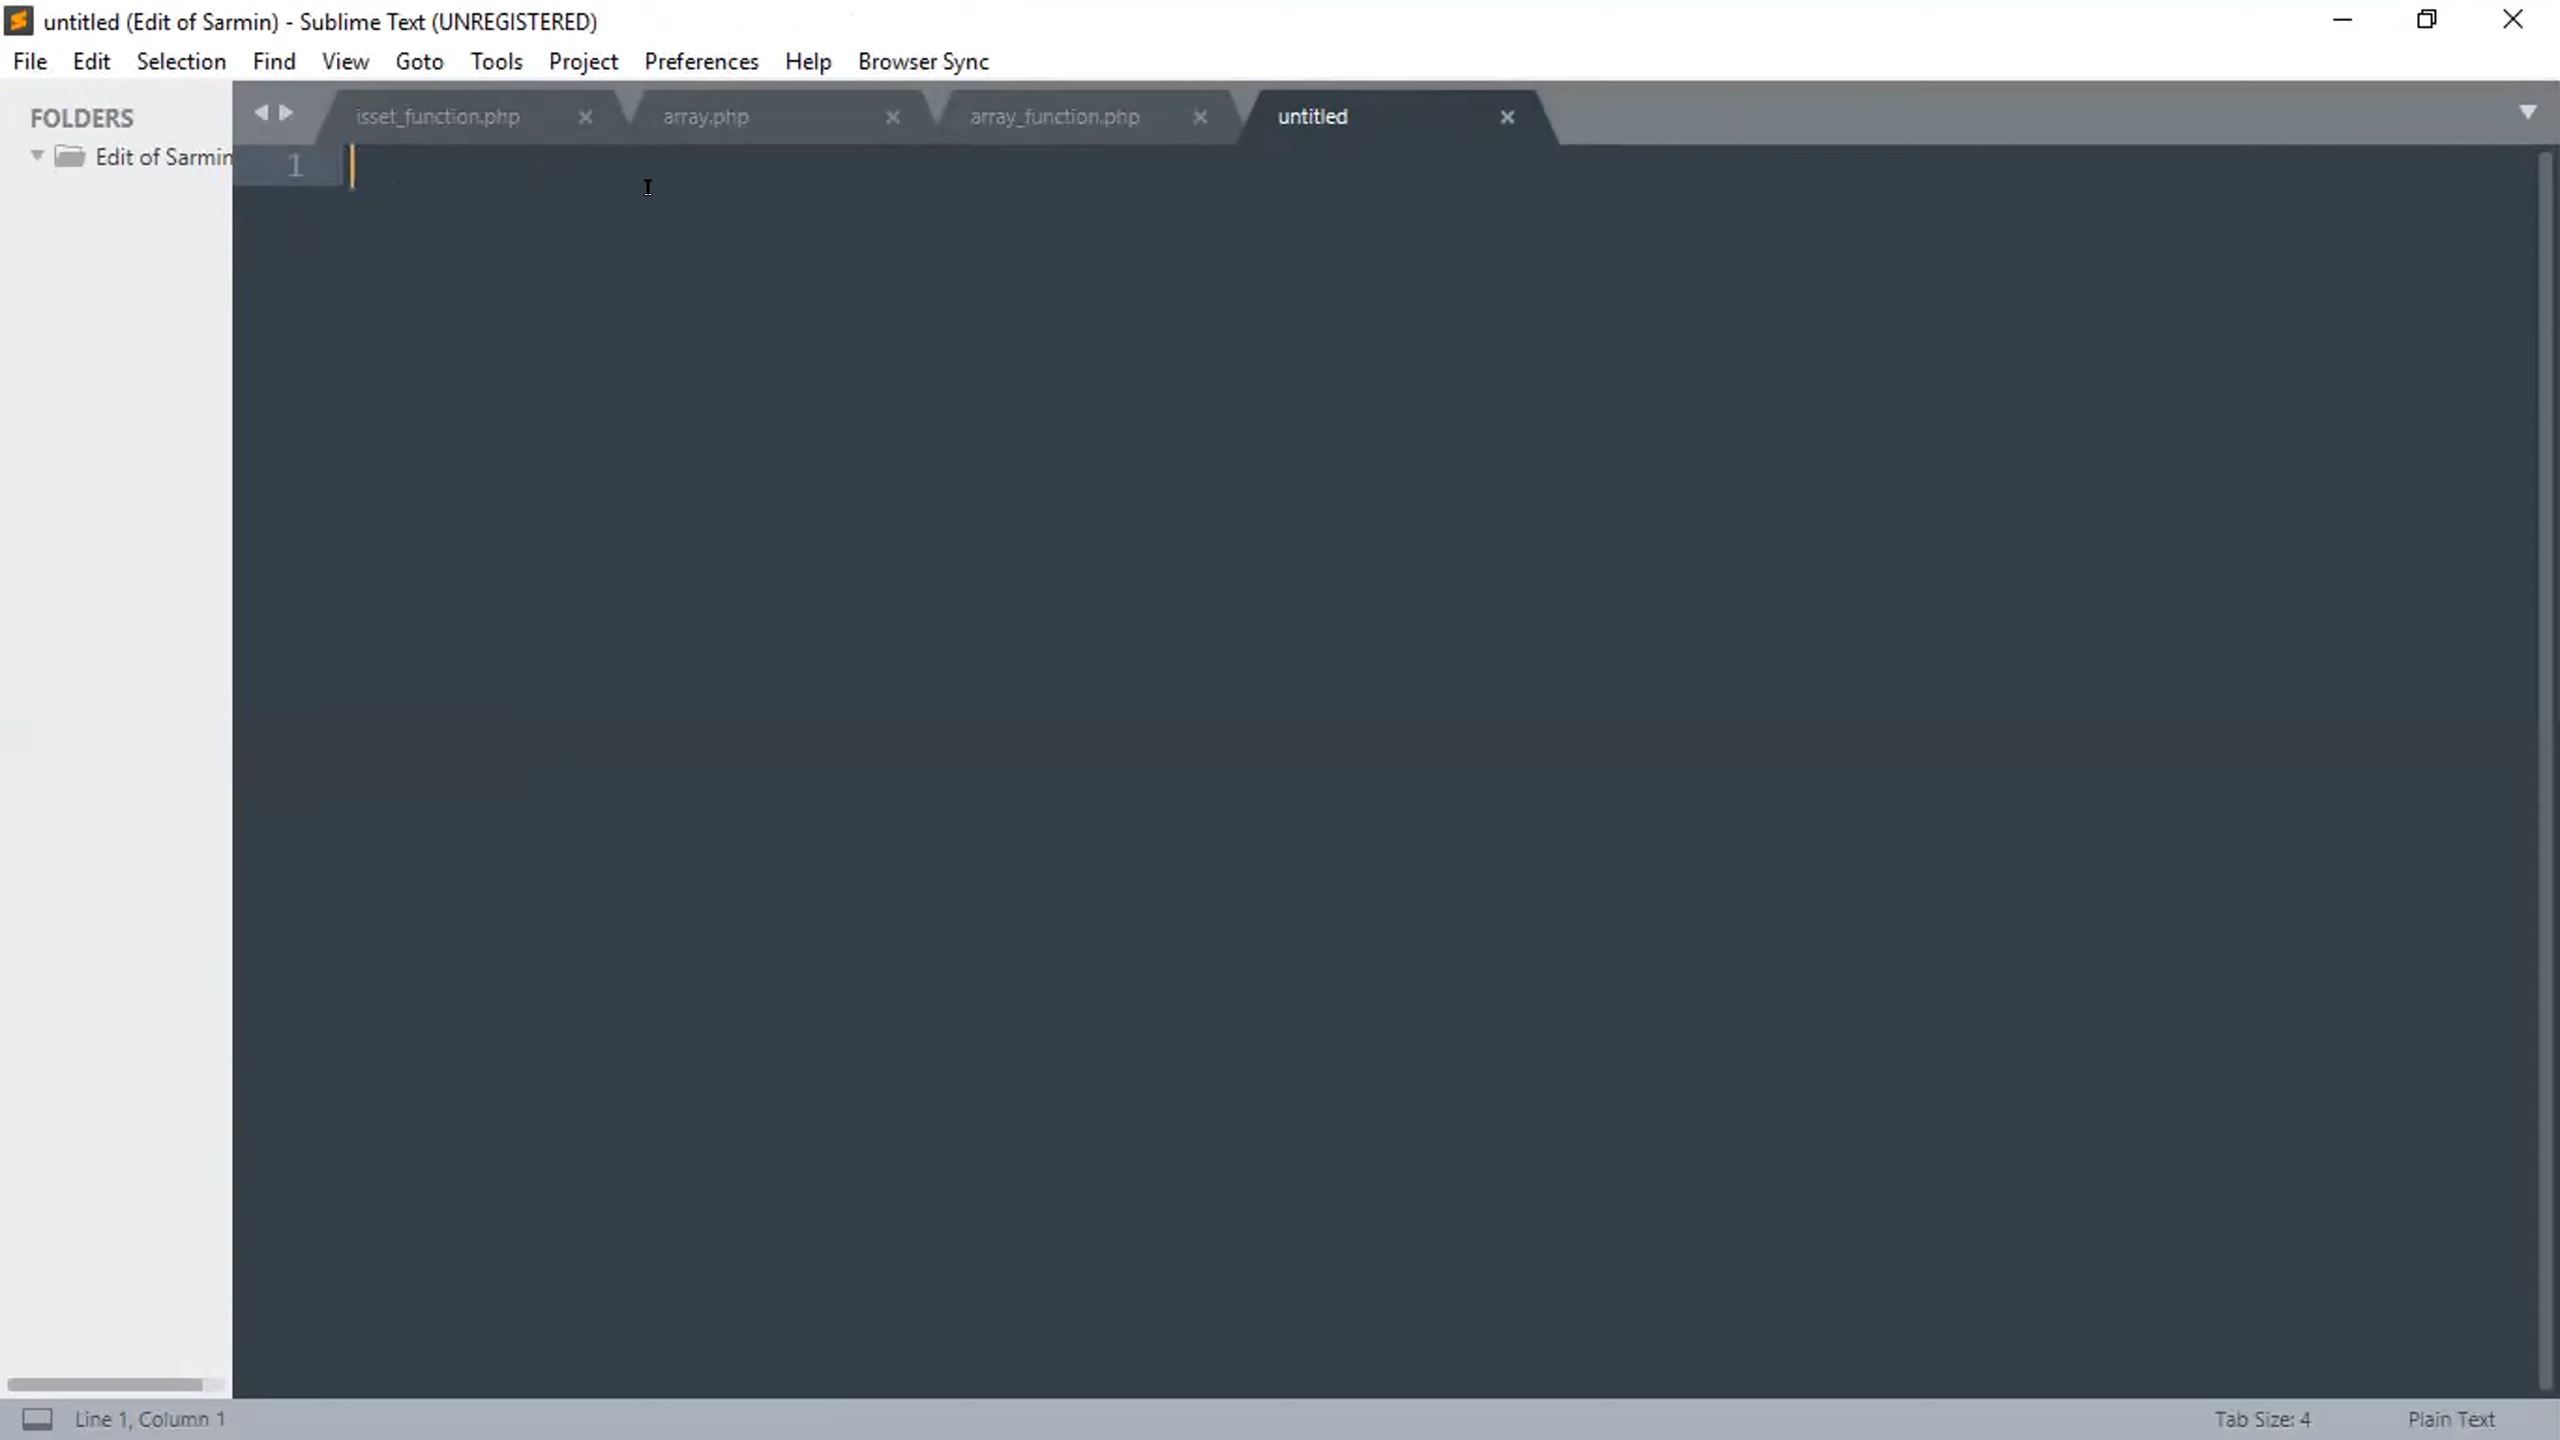 untitled (Edit of Sarmin) - Sublime Text (UNREGISTERED)
File Edit Selection Find View Goto Tools Project Preferences Help Browser Sync
FOLDERS
Edit of Sarmin
isset_function.php array.php array_function.php untitled
1
Line 1, Column 1 Tab Size: 4 Plain Text